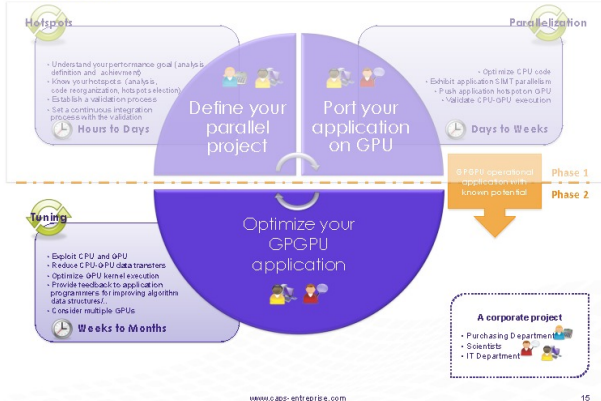 Hotspots
• Understand your performance goal (analysis,
definition and achievment)
• Know your hotspots (analysis,
code reorganization, hotspots selection)
• Establish a validation process
• Set a continuous integration
process with the validation
Hours to Days
Define your
parallel
project
Port your
application
on GPU
Parallelization
• Optimize CPU code
• Exhibit application SIMT parallelism
• Push application hotspot on GPU
• Validate CPU-GPU execution
Days to Weeks
GPGPU operational
application with
known potential
Phase 1
Phase 2
Tuning
• Exploit CPU and GPU
• Reduce CPU-GPU data transfers
• Optimize GPU kernel execution
• Provide feedback to application
programmers for improving algorithm
data structures/..
• Consider multiple GPUs
Weeks to Months
Optimize your
GPGPU
application
A corporate project
• Purchasing Department
• Scientists
• IT Department
www.caps-entreprise.com
15